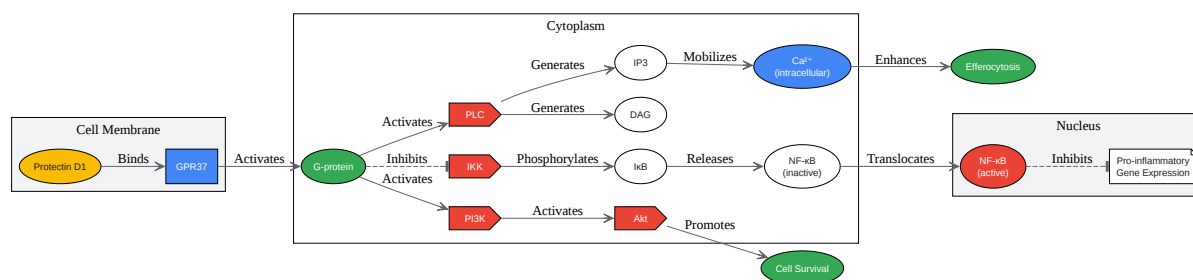 Cytoplasm
Cell Membrane
Nucleus
Protectin D1
Binds
GPR37
Activates
G-protein
Activates
PLC
Generates
IP3
Mobilizes
Ca²⁺
(intracellular)
Enhances
Efferocytosis
Generates
DAG
Inhibits
IKK
Phosphorylates
IκB
Releases
NF-κB
(inactive)
Translocates
NF-κB
(active)
Inhibits
Pro-inflammatory
Gene Expression
Activates
PI3K
Activates
Akt
Promotes
Cell Survival